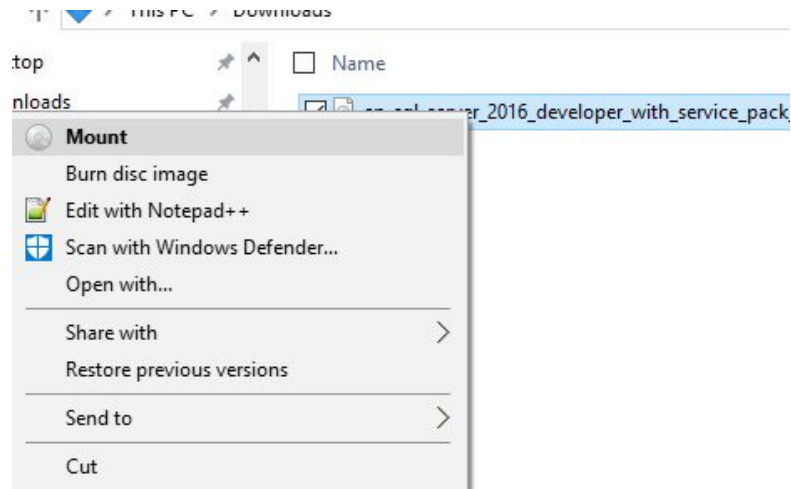 This PC > Downloads
top
Name
nloads
er_2016_developer_with_service_pack_
Mount
Burn disc image
Edit with Notepad++
Scan with Windows Defender...
Open with...
Share with
Restore previous versions
Send to
Cut